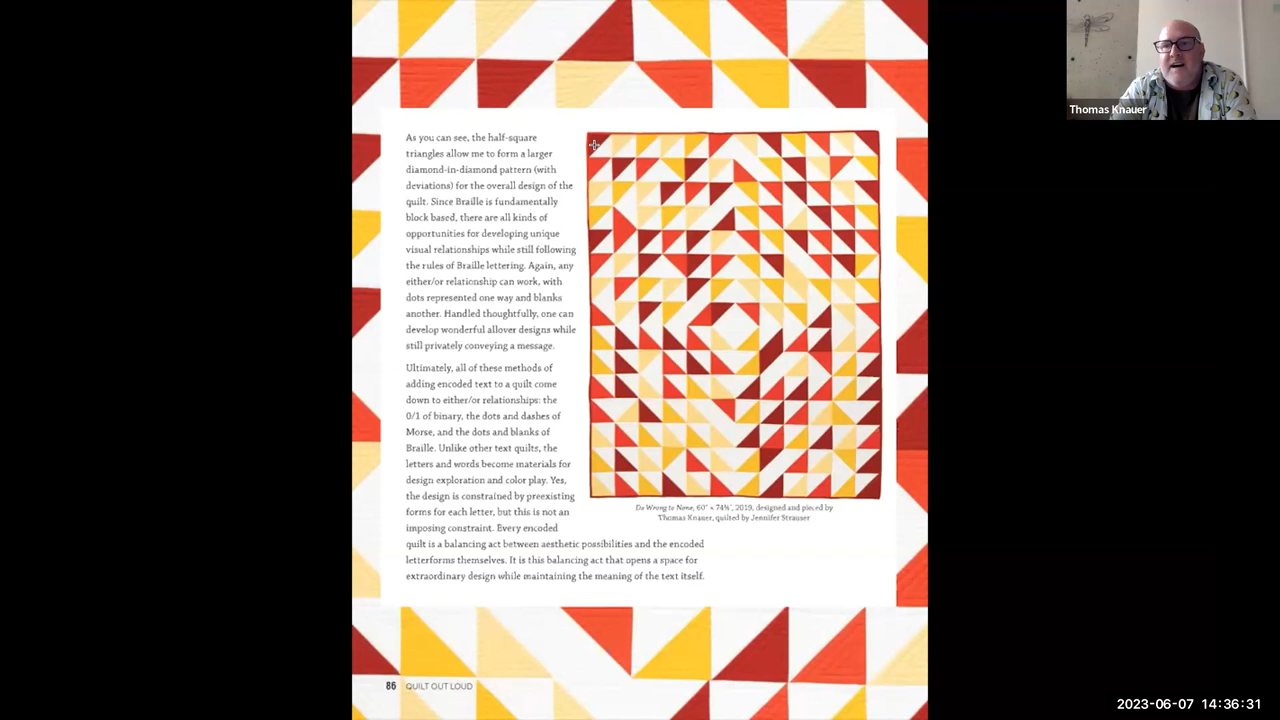 Thomas Knauer
As you can see, the half-square
triangles allow me to form a larger
diamond-in-diamond pattern (with
deviations) for the overall design of the
quilt. Since Braille is fundamentally
block based, there are all kinds of
opportunities for developing unique
visual relationships while still following
the rules of Braille lettering. Again, any
either/or relationship can work, with
dots represented one way and blanks
another. Handled thoughtfully, one can
develop wonderful allover designs while
still privately conveying a message.
Ultimately, all of these methods of
adding encoded text to a quilt come
down to either/or relationships: the
0/1 of binary, the dots and dashes of
Morse, and the dots and blanks of
Braille. Unlike other text quilts, the
letters and words become materials for
design exploration and color play. Yes,
the design is constrained by preexisting
forms for each letter, but this is not an
imposing constraint. Every encoded
quilt is a balancing act between aesthetic possibilities and the encoded
letterforms themselves. It is this balancing act that opens a space for
extraordinary design while maintaining the meaning of the text itself.
Do Wrong to None, 60″ × 74½″, 2019, designed and pieced by
Thomas Knauer, quilted by Jennifer Strauser
86 QUILT OUT LOUD
2023-06-07 14:36:31